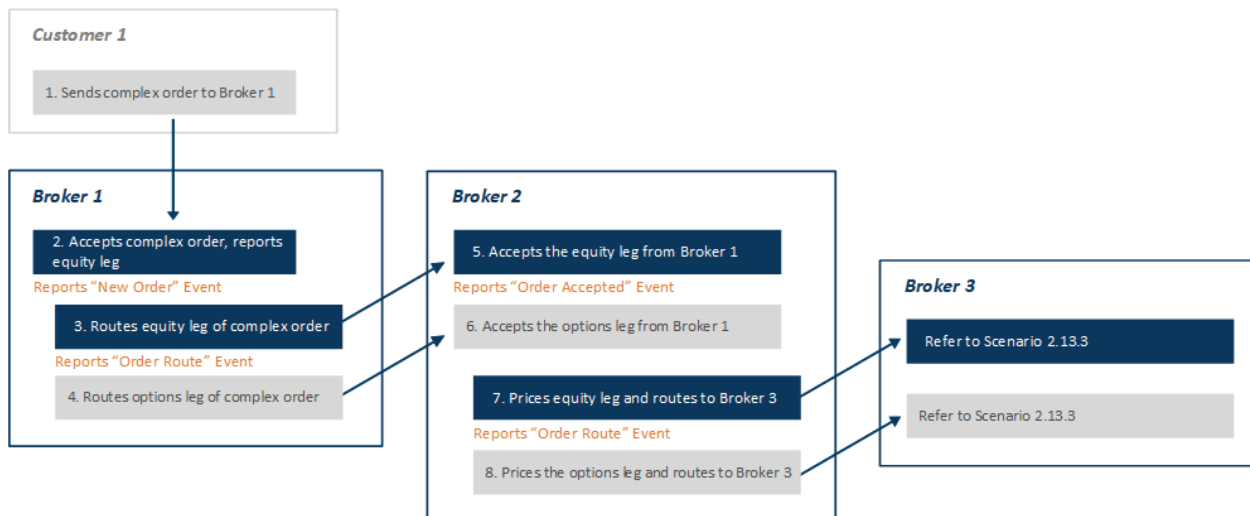 Customer 1
1. Sends complex order to Broker 1
Broker 1
2. Accepts complex order, reports
equity leg
Reports “New Order” Event
3. Routes equity leg of complex order
Reports “Order Route” Event
4. Routes options leg of complex order
Broker 2
5. Accepts the equity leg from Broker 1
Reports “Order Accepted” Event
6. Accepts the options leg from Broker 1
7. Prices equity leg and routes to Broker 3
Reports “Order Route” Event
8. Prices the options leg and routes to Broker 3
Broker 3
Refer to Scenario 2.13.3
Refer to Scenario 2.13.3